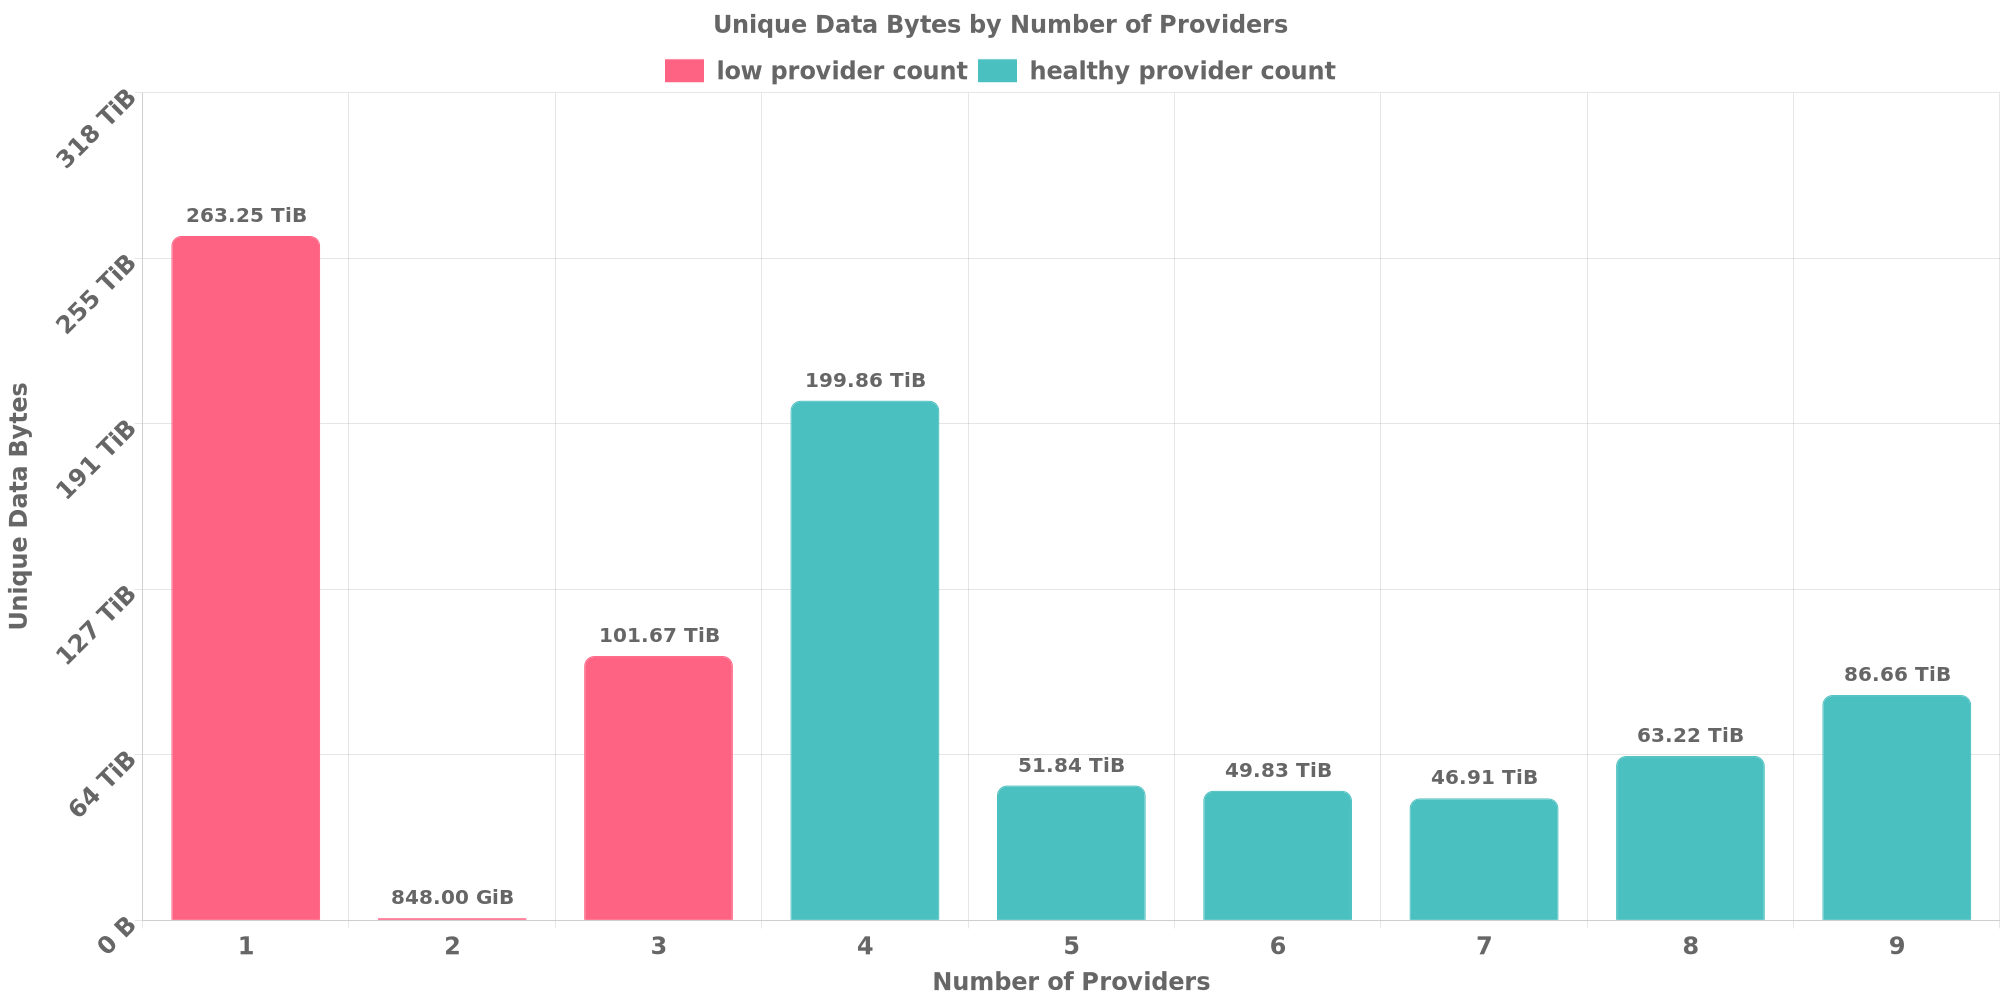 Unique Data Bytes by Number of Providers
low provider count healthy provider count
318 TiB
255 TiB
191 TiB
127 TiB
64 TiB
0 B
Unique Data Bytes
263.25 TiB
848.00 GiB
101.67 TiB
199.86 TiB
51.84 TiB
49.83 TiB
46.91 TiB
63.22 TiB
86.66 TiB
1 2 3 4 5 6 7 8 9
Number of Providers